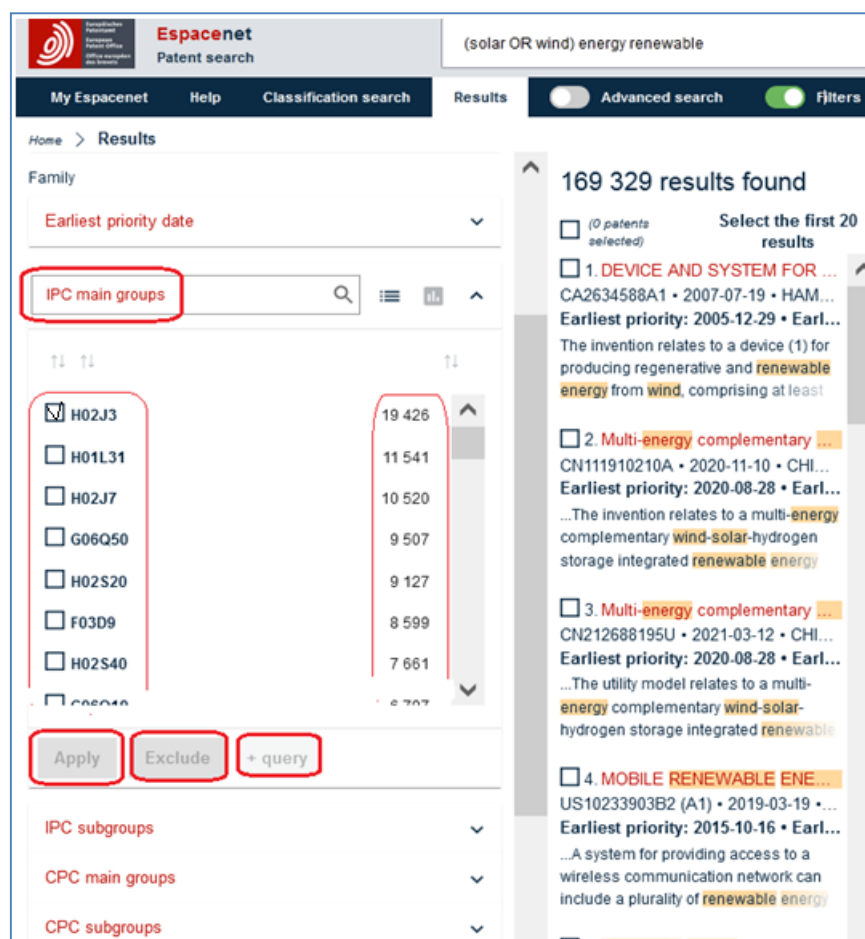 Europäisches
Patentamt
European
Patent Office
Office européen
des brevets
Espacenet
Patent search
(solar OR wind) energy renewable
My Espacenet Help Classification search Results Advanced search Filters
Home > Results
Family
Earliest priority date
IPC main groups
H02J3 19 426
H01L31 11 541
H02J7 10 520
G06Q50 9 507
H02S20 9 127
F03D9 8 599
H02S40 7 661
Apply Exclude + query
IPC subgroups
CPC main groups
CPC subgroups
169 329 results found
(0 patents selected) Select the first 20
results
1. DEVICE AND SYSTEM FOR ...
CA2634588A1 • 2007-07-19 • HAM...
Earliest priority: 2005-12-29 • Earl...
The invention relates to a device (1) for
producing regenerative and renewable
energy from wind, comprising at least
2. Multi-energy complementary ...
CN111910210A • 2020-11-10 • CHI...
Earliest priority: 2020-08-28 • Earl...
...The invention relates to a multi-energy
complementary wind-solar-hydrogen
storage integrated renewable energy
3. Multi-energy complementary ...
CN212688195U • 2021-03-12 • CHI...
Earliest priority: 2020-08-28 • Earl...
...The utility model relates to a multi-
energy complementary wind-solar-
hydrogen storage integrated renewable
4. MOBILE RENEWABLE ENE...
US10233903B2 (A1) • 2019-03-19 •...
Earliest priority: 2015-10-16 • Earl...
...A system for providing access to a
wireless communication network can
include a plurality of renewable energy